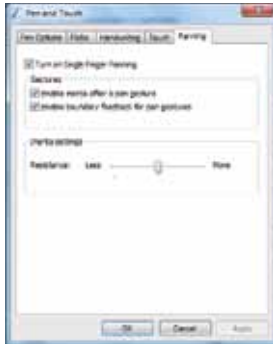 Pen and Touch
Pen Options Flicks Handwriting Touch Panning
Turn on single finger panning
Gestures
Enable inertia after a pan gesture
Enable boundary feedback for pan gestures
Inertia settings
Resistance: Less More
OK Cancel Apply